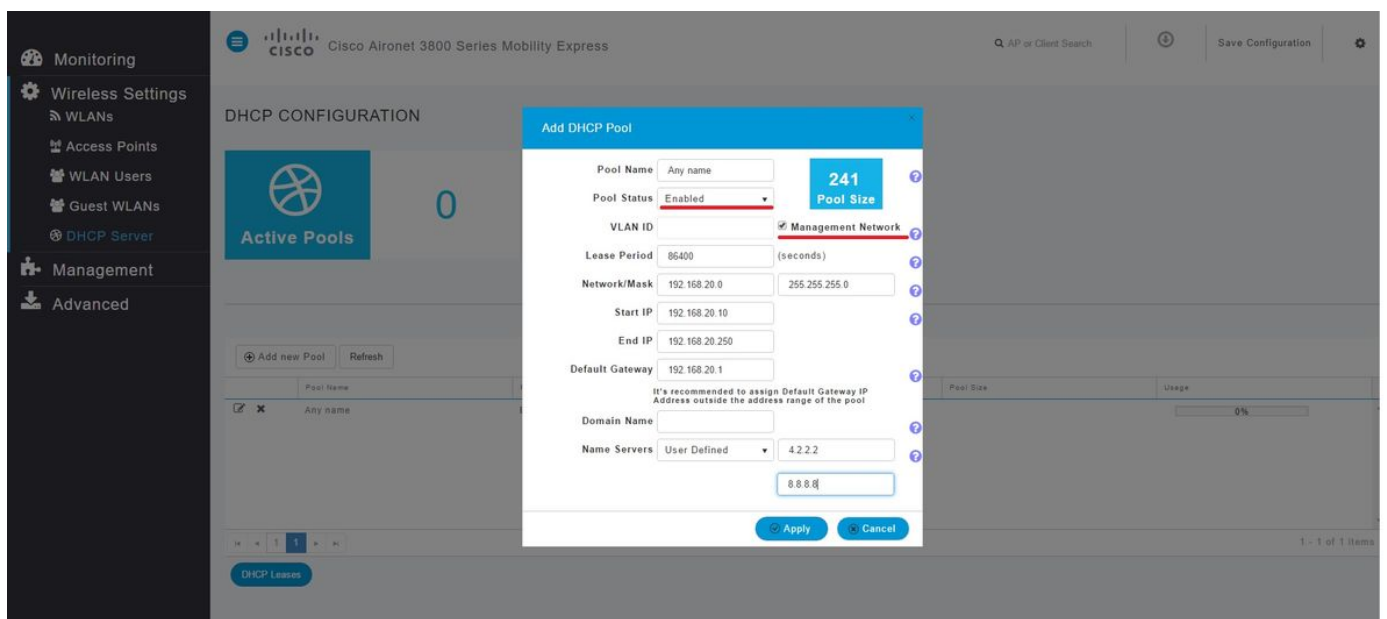 CISCO Cisco Aironet 3800 Series Mobility Express
AP or Client Search
Save Configuration
Monitoring
Wireless Settings
WLANs
Access Points
WLAN Users
Guest WLANs
DHCP Server
Management
Advanced
DHCP CONFIGURATION
Active Pools
0
Add new Pool Refresh
Pool Name
Pool Size
Usage
Any name
0%
1 1
1 - 1 of 1 items
DHCP Leases
Add DHCP Pool
Pool Name Any name
241
Pool Size
Pool Status Enabled
VLAN ID Management Network
Lease Period 86400 (seconds)
Network/Mask 192.168.20.0 255.255.255.0
Start IP 192.168.20.10
End IP 192.168.20.250
Default Gateway 192.168.20.1
It's recommended to assign Default Gateway IP
Address outside the address range of the pool
Domain Name
Name Servers User Defined 4.2.2.2
8.8.8.8
Apply Cancel